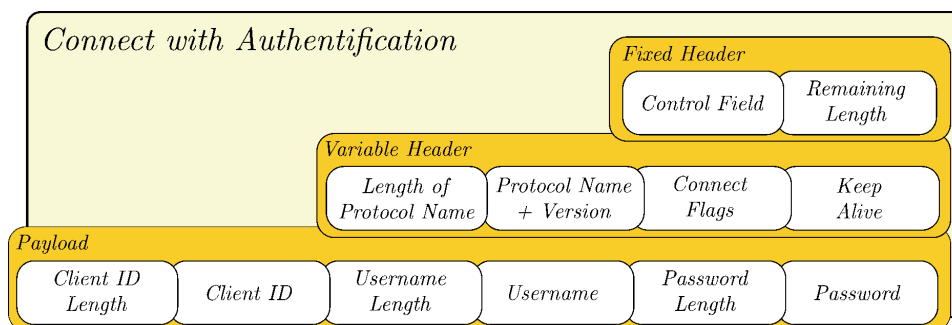 Connect with Authentification
Fixed Header
Control Field
Remaining
Length
Variable Header
Length of
Protocol Name
Protocol Name
+ Version
Connect
Flags
Keep
Alive
Payload
Client ID
Length
Client ID
Username
Length
Username
Password
Length
Password